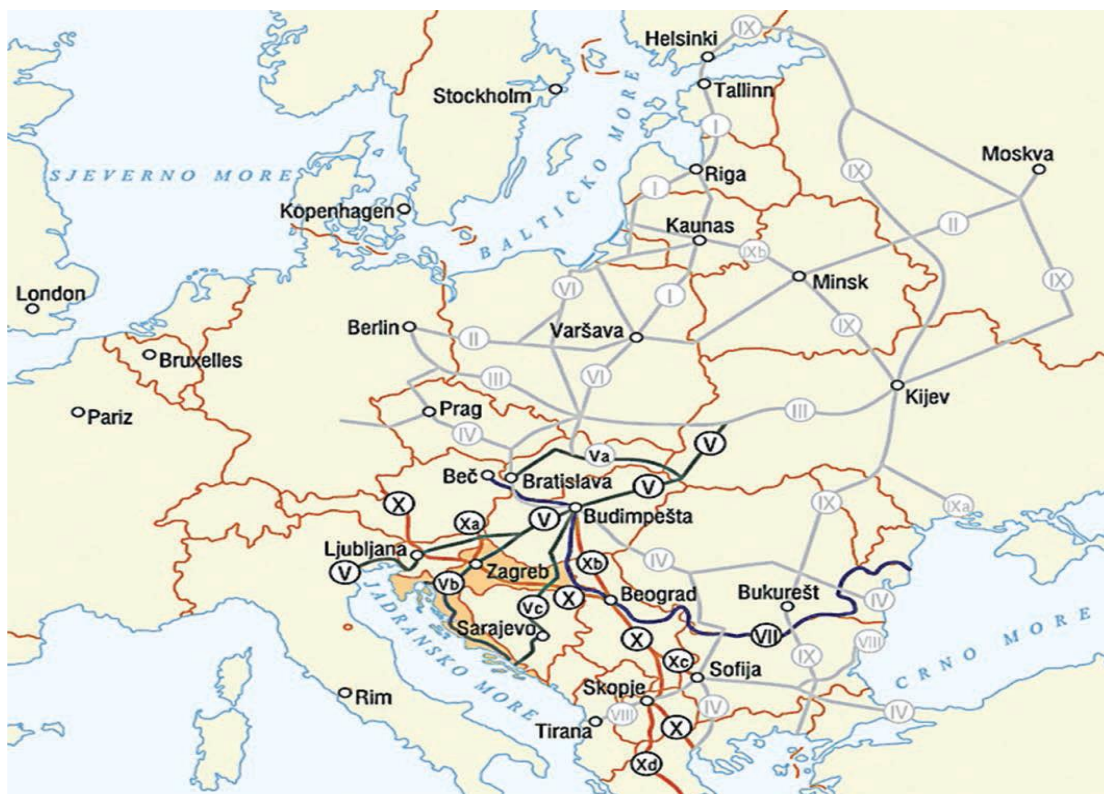 Helsinki
IX
Tallinn
Stockholm
I
Moskva
SJEVERNO MORE
BALTIČKO MORE
Riga
IX
I
Kopenhagen
Kaunas
II
IXb
Minsk
IX
London
VI
I
Berlin
II
Varšava
IX
Bruxelles
III
VI
Kijev
Pariz
Prag
III
IV
V
Va
Beč
Bratislava
V
X
Xa
V
Budimpešta
IX
IXa
Ljubljana
V
Zagreb
Xb
IV
Vb
X
Beograd
Bukurešt
IV
Vc
Sarajevo
X
VII
JADRANSKO MORE
Xc
Sofija
IX
VIII
CRNO MORE
Rim
Skopje
Tirana
VIII
X
IV
IV
Xd